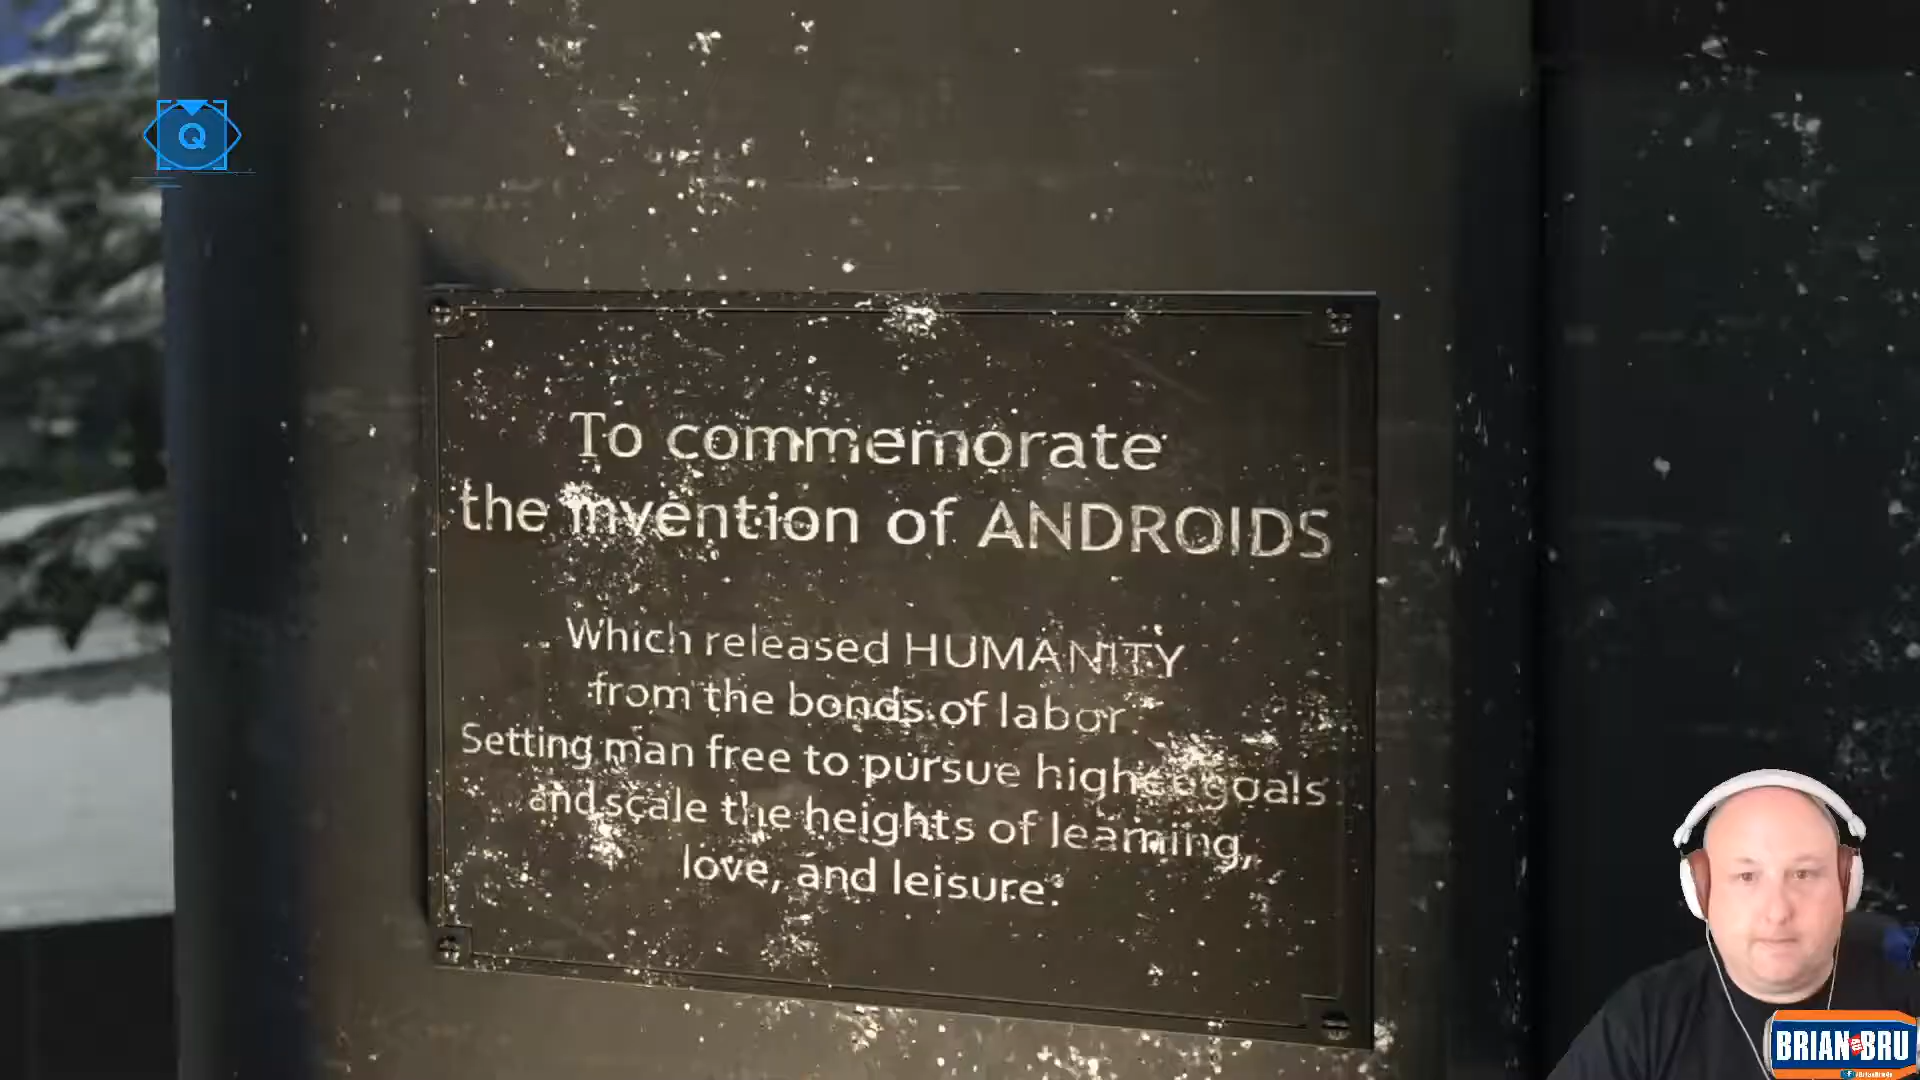 Q
To commemorate
the invention of ANDROIDS
Which released HUMANITY
from the bonds of labor.
Setting man free to pursue higher goals
and scale the heights of learning,
love, and leisure.
BRIAN BRU